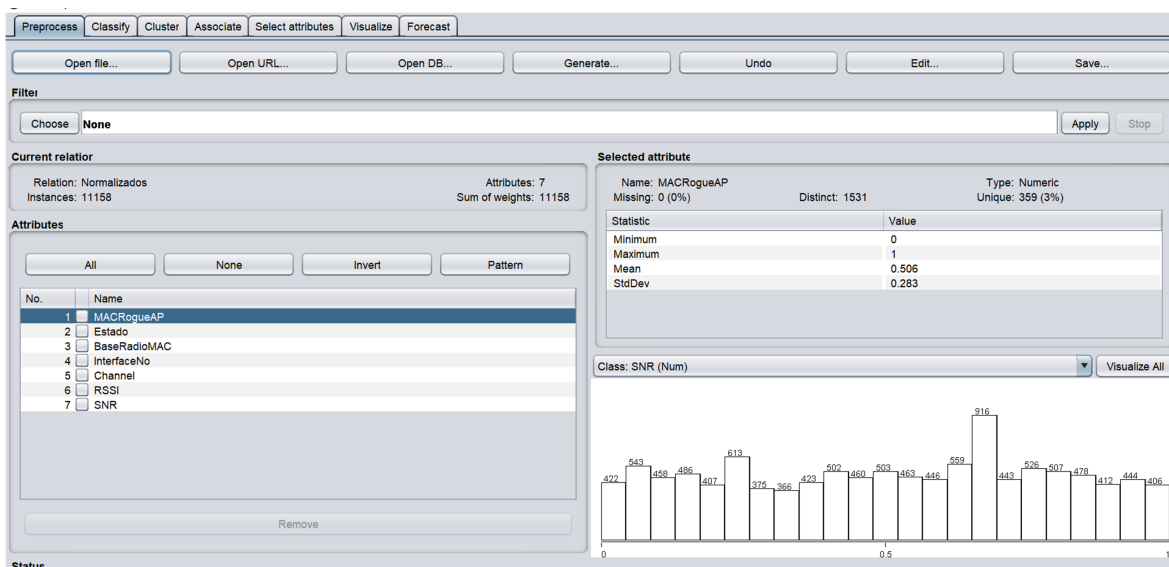 Preprocess Classify Cluster Associate Select attributes Visualize Forecast
Open file... Open URL... Open DB... Generate... Undo Edit... Save...
Filter
Choose None Apply Stop
Current relation
Relation: Normalizados Attributes: 7
Instances: 11158 Sum of weights: 11158
Attributes
All None Invert Pattern
No. Name
1 MACRogueAP
2 Estado
3 BaseRadioMAC
4 InterfaceNo
5 Channel
6 RSSI
7 SNR
Remove
Status
Selected attribute
Name: MACRogueAP Type: Numeric
Missing: 0 (0%) Distinct: 1531 Unique: 359 (3%)
Statistic Value
Minimum 0
Maximum 1
Mean 0.506
StdDev 0.283
Class: SNR (Num) Visualize All
422 543 458 486 407 613 375 366 423 502 460 503 463 446 559 916 443 526 507 478 412 444 406
0 0.5 1